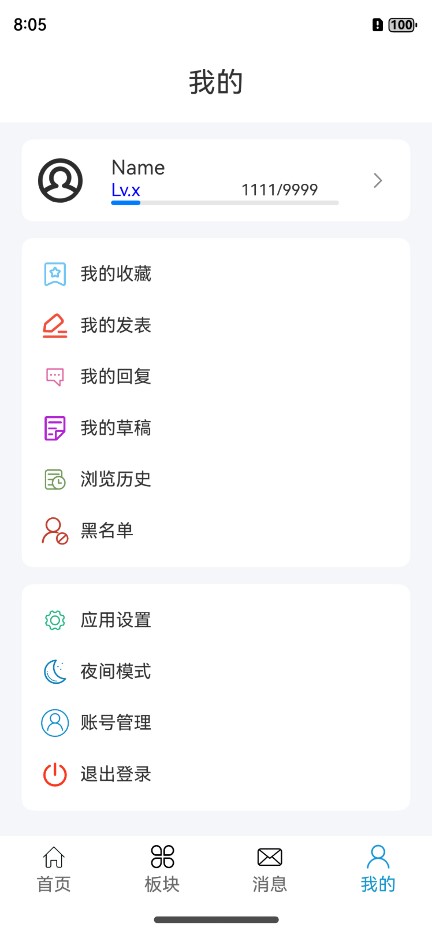 8:05
100
我的
Name
Lv.x 1111/9999
我的收藏
我的发表
我的回复
我的草稿
浏览历史
黑名单
应用设置
夜间模式
账号管理
退出登录
首页 板块 消息 我的